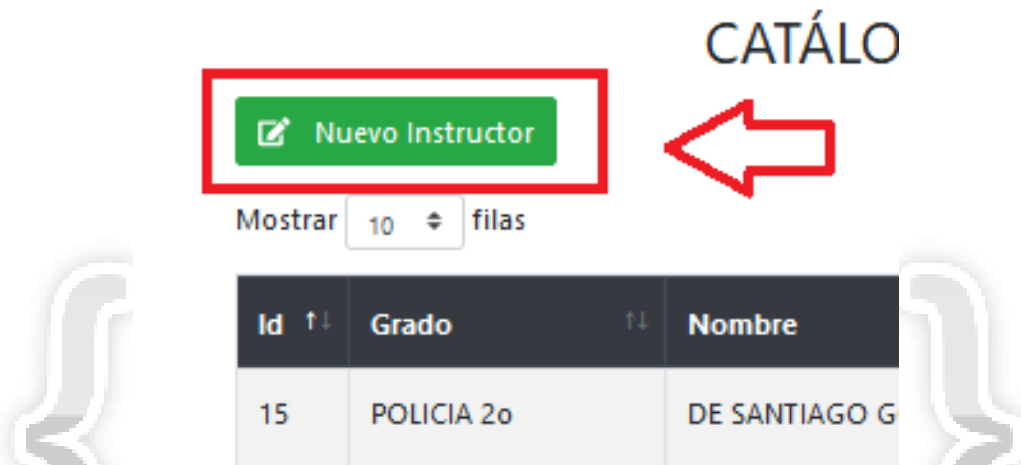 CATÁLO
Nuevo Instructor
Mostrar 10 filas
Id Grado Nombre
15 POLICIA 2o DE SANTIAGO G